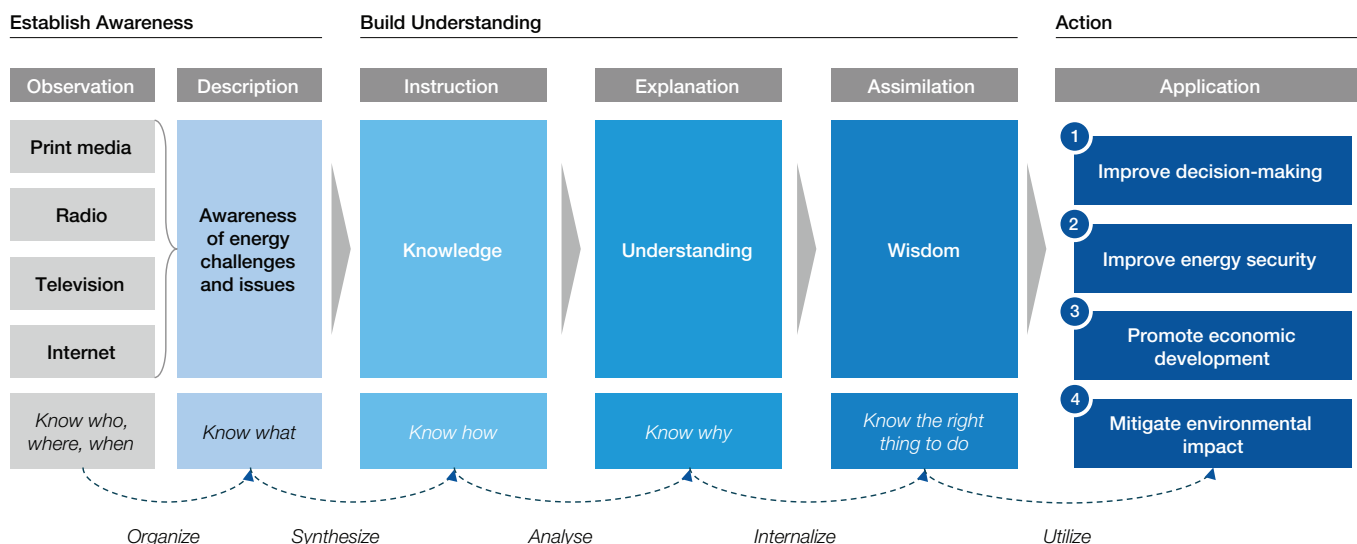 Establish Awareness
Build Understanding
Action
Observation
Description
Instruction
Explanation
Assimilation
Application
Print media
Radio
Television
Internet
Awareness
of energy
challenges
and issues
Knowledge
Understanding
Wisdom
1
Improve decision-making
2
Improve energy security
3
Promote economic
development
4
Mitigate environmental
impact
Know who,
where, when
Know what
Know how
Know why
Know the right
thing to do
Organize
Synthesize
Analyse
Internalize
Utilize